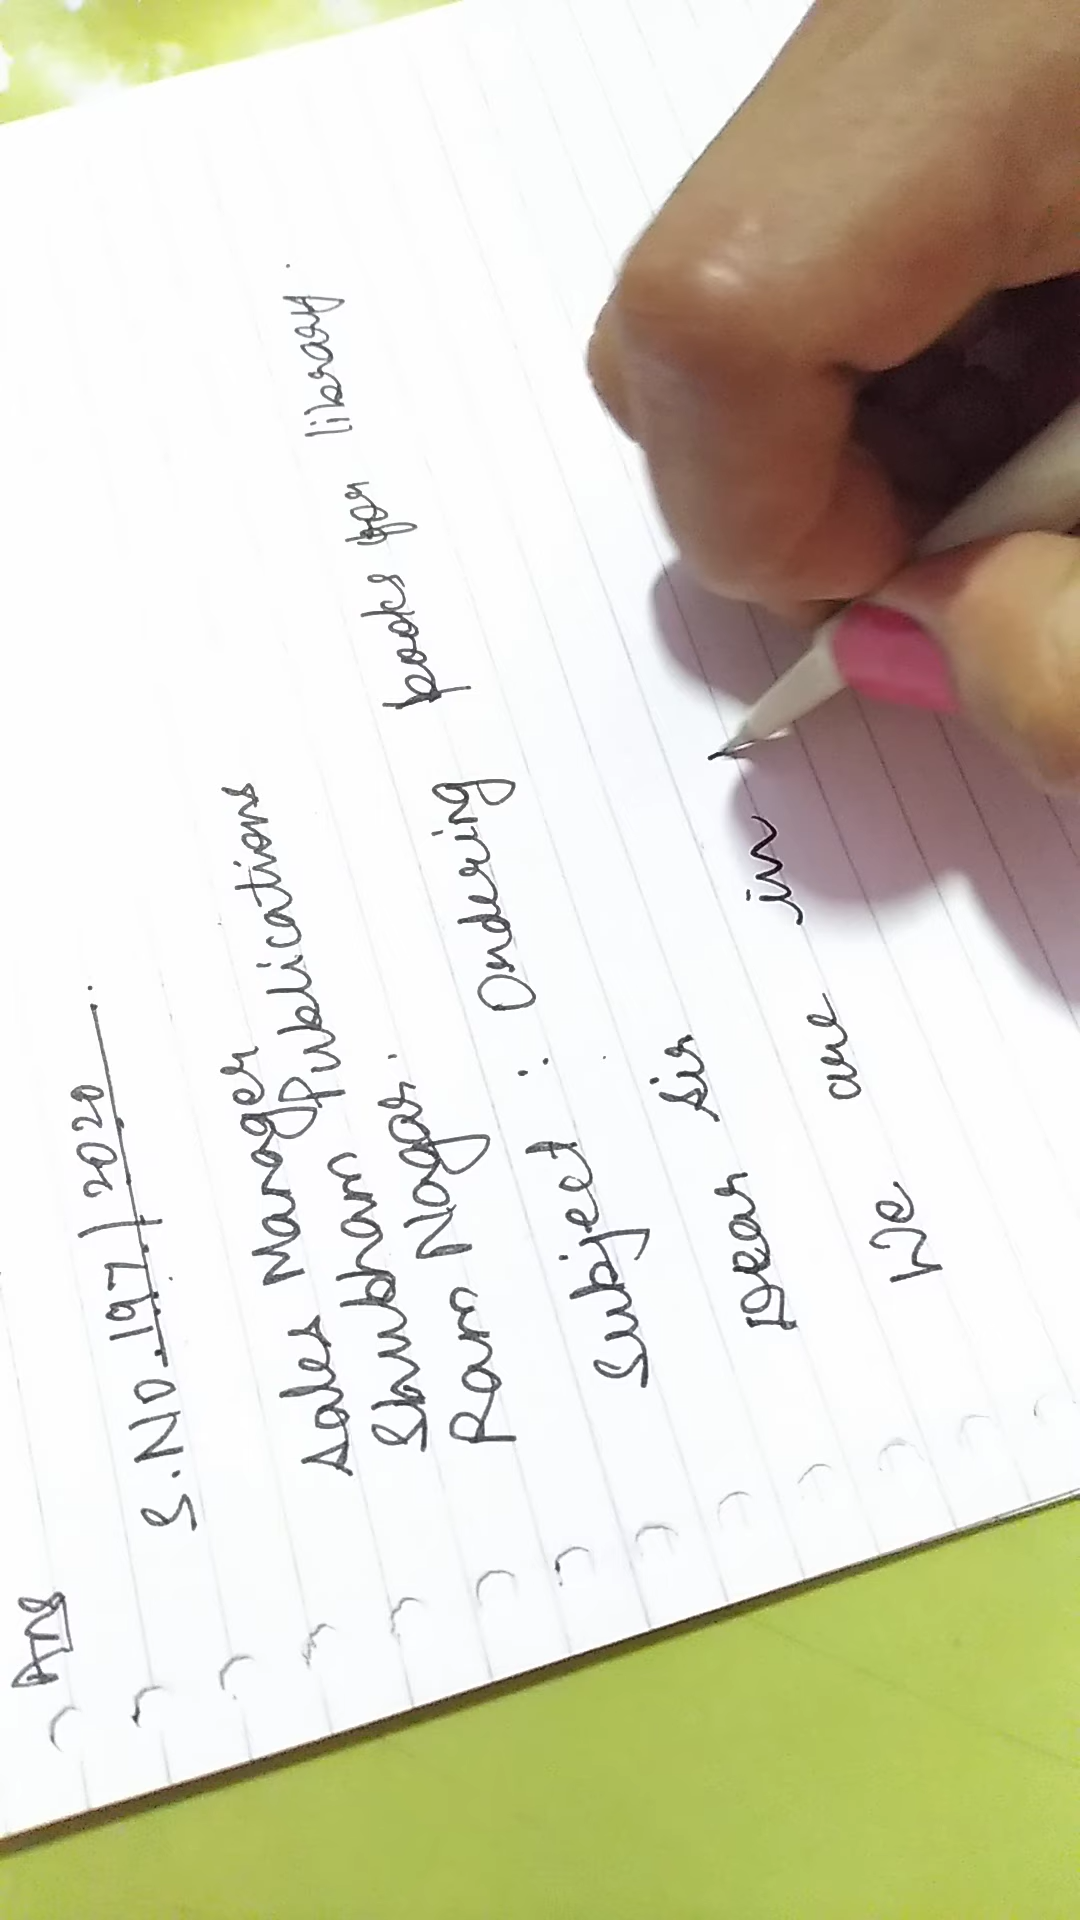 Ans
S.NO. 197/2020
Sales Manager
Shubham Publications
Ram Nagar.
Subject : Ordering books for library.
Dear Sir
We are in